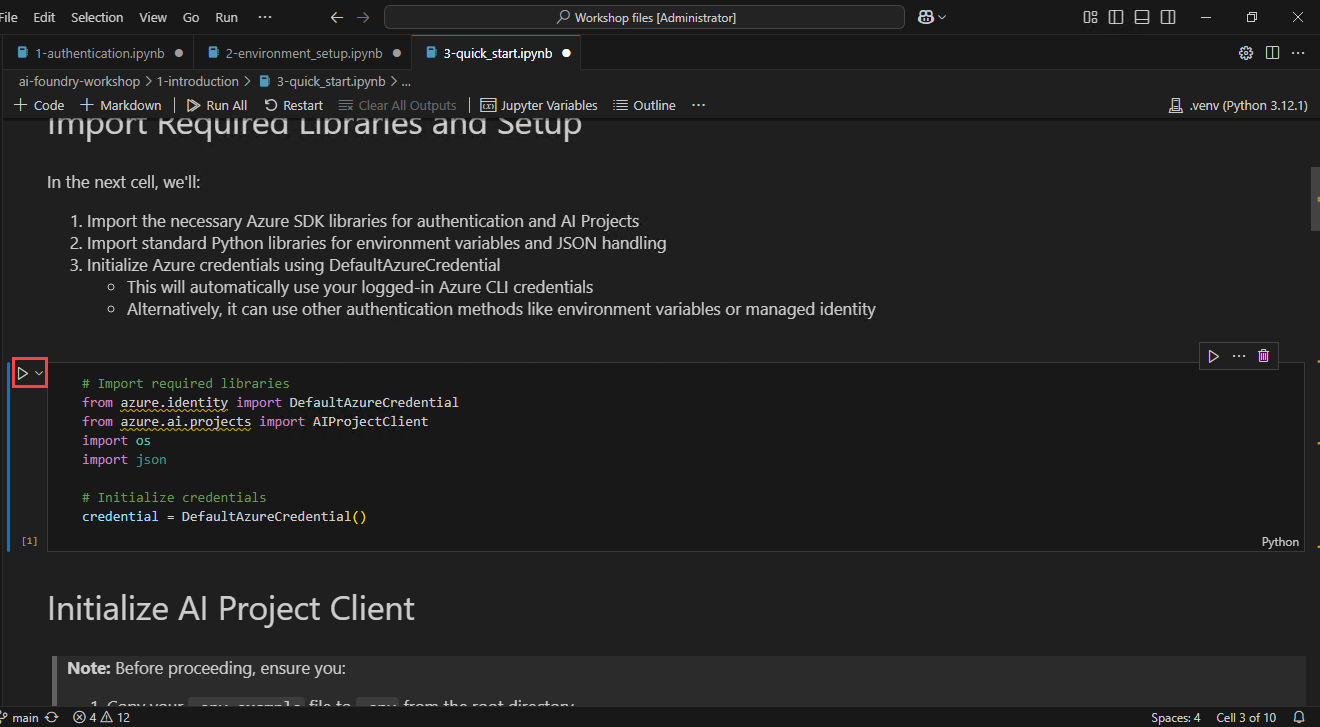 File Edit Selection View Go Run ··· Workshop files [Administrator]
1-authentication.ipynb 2-environment_setup.ipynb 3-quick_start.ipynb
ai-foundry-workshop > 1-introduction > 3-quick_start.ipynb > ...
+ Code + Markdown | Run All Restart Clear All Outputs | Jupyter Variables Outline ··· .venv (Python 3.12.1)
Import Required Libraries and Setup
In the next cell, we'll:
1. Import the necessary Azure SDK libraries for authentication and AI Projects
2. Import standard Python libraries for environment variables and JSON handling
3. Initialize Azure credentials using DefaultAzureCredential
◦ This will automatically use your logged-in Azure CLI credentials
◦ Alternatively, it can use other authentication methods like environment variables or managed identity
# Import required libraries
from azure.identity import DefaultAzureCredential
from azure.ai.projects import AIProjectClient
import os
import json
# Initialize credentials
credential = DefaultAzureCredential()
[1]
Python
Initialize AI Project Client
Note: Before proceeding, ensure you:
1. Copy your .env.example file to .env from the root directory
main 4 12 Spaces: 4 Cell 3 of 10